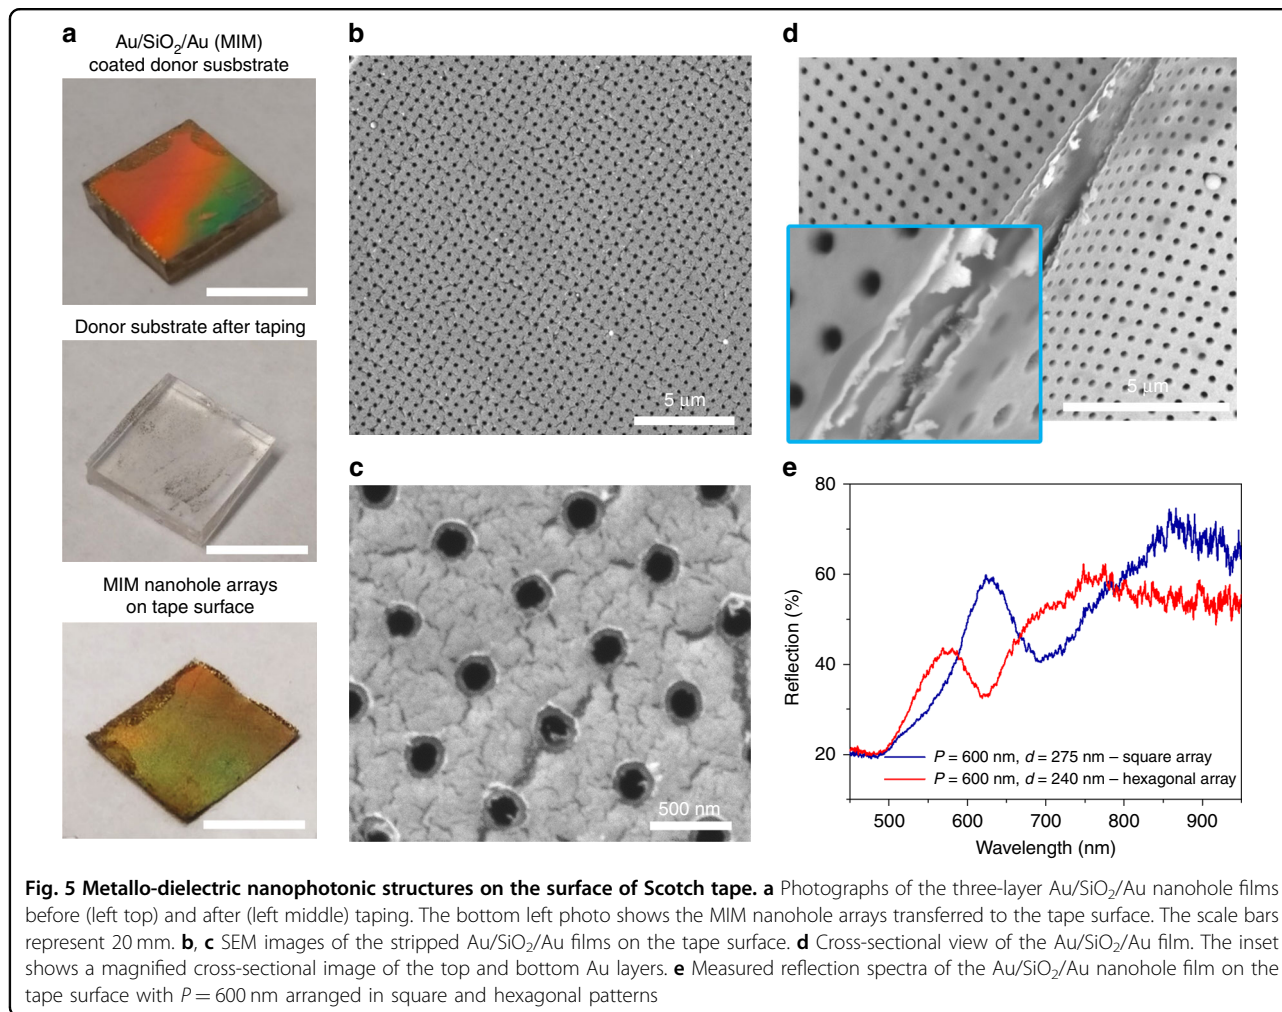 a
Au/SiO2/Au (MIM)
coated donor susbstrate
Donor substrate after taping
MIM nanohole arrays
on tape surface
b
5 μm
c
500 nm
d
5 μm
e
80
60
40
20
Reflection (%)
P = 600 nm, d = 275 nm – square array
P = 600 nm, d = 240 nm – hexagonal array
500 600 700 800 900
Wavelength (nm)
Fig. 5 Metallo-dielectric nanophotonic structures on the surface of Scotch tape. a Photographs of the three-layer Au/SiO2/Au nanohole films
before (left top) and after (left middle) taping. The bottom left photo shows the MIM nanohole arrays transferred to the tape surface. The scale bars
represent 20 mm. b, c SEM images of the stripped Au/SiO2/Au films on the tape surface. d Cross-sectional view of the Au/SiO2/Au film. The inset
shows a magnified cross-sectional image of the top and bottom Au layers. e Measured reflection spectra of the Au/SiO2/Au nanohole film on the
tape surface with P = 600 nm arranged in square and hexagonal patterns